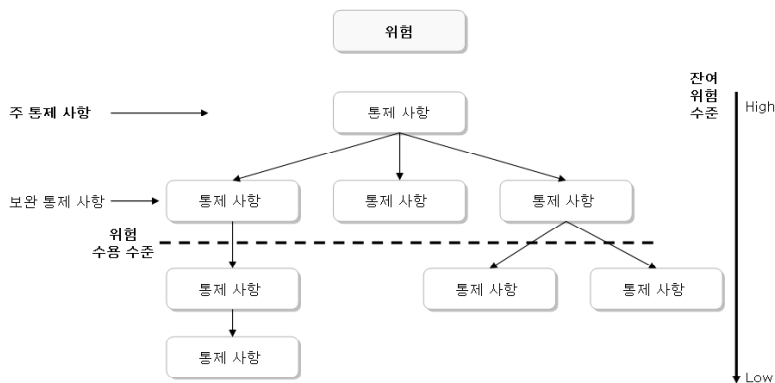 위험
잔여
위험
수준
High
주 통제 사항
통제 사항
보완 통제 사항
통제 사항
통제 사항
통제 사항
위험
수용 수준
통제 사항
통제 사항
통제 사항
통제 사항
Low